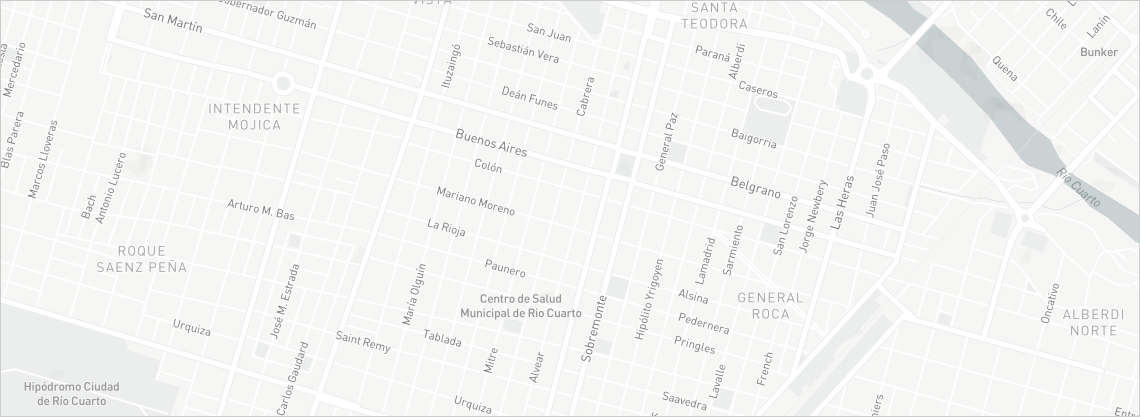 Gobernador Guzmán
San Martín
San Juan
Sebastián Vera
Ituzaingó
Deán Funes
Cabrera
SANTA
TEODORA
Paraná
Alberdi
Caseros
Baigorria
General Paz
Chile
Lanin
Bunker
Quena
Mercedario
Blas Parera
Marcos Lloveras
INTENDENTE
MOJICA
Buenos Aires
Colón
Belgrano
Bach
Antonio Lucero
Arturo M. Bas
Mariano Moreno
La Rioja
Paunero
San Lorenzo
Jorge Newbery
Las Heras
Juan José Paso
Río Cuarto
ROQUE
SAENZ PEÑA
José M. Estrada
María Olguín
Centro de Salud
Municipal de Rio Cuarto
Sobremonte
Hipólito Yrigoyen
Lamadrid
Sarmiento
Alsina
Pedernera
Pringles
GENERAL
ROCA
Oncativo
ALBERDI
NORTE
Urquiza
Saint Remy
Tablada
Mitre
Alvear
Carlos Gaudard
Urquiza
Saavedra
Lavalle
French
Hipódromo Ciudad
de Río Cuarto